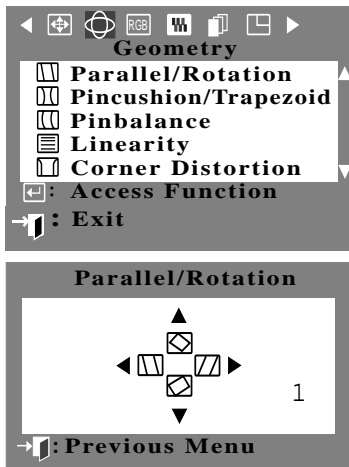 RGB
Geometry
Parallel/Rotation
Pincushion/Trapezoid
Pinbalance
Linearity
Corner Distortion
: Access Function
: Exit
Parallel/Rotation
1
: Previous Menu